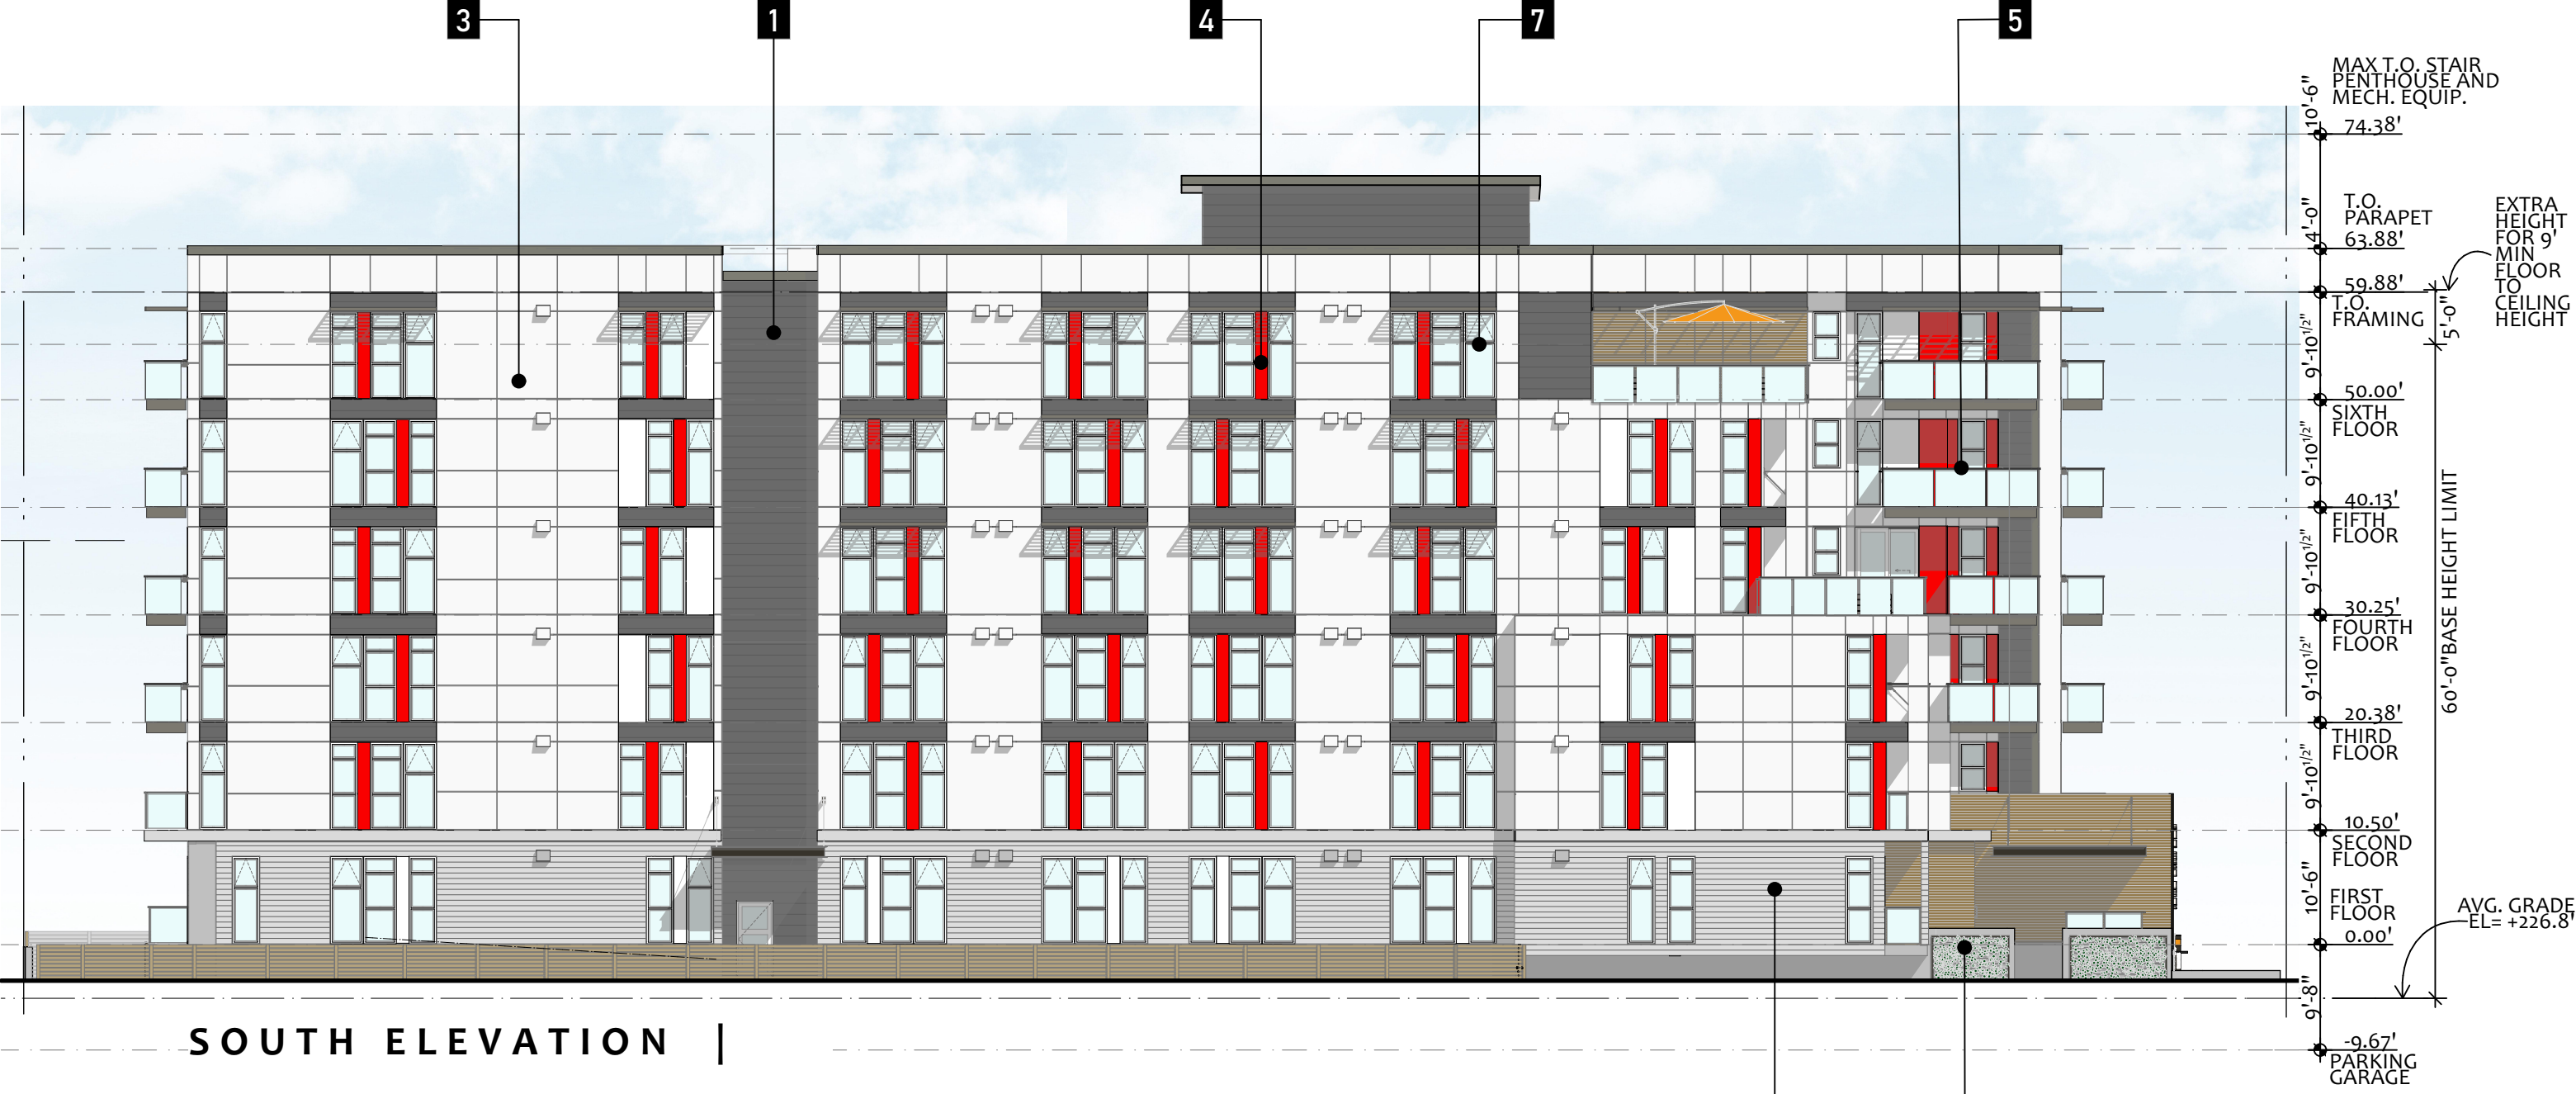 3
1
4
7
5
MAX T.O. STAIR
PENTHOUSE AND
MECH. EQUIP.
10'-6"
74.38'
T.O.
PARAPET
63.88'
4'-0"
EXTRA
HEIGHT
FOR 9'
MIN
FLOOR
TO
CEILING
HEIGHT
59.88'
T.O.
FRAMING
5'-0"
9'-10 1/2"
50.00'
SIXTH
FLOOR
9'-10 1/2"
40.13'
FIFTH
FLOOR
9'-10 1/2"
60'-0" BASE HEIGHT LIMIT
30.25'
FOURTH
FLOOR
9'-10 1/2"
20.38'
THIRD
FLOOR
9'-10 1/2"
10.50'
SECOND
FLOOR
10'-6"
FIRST
FLOOR
0.00'
AVG. GRADE
EL= +226.8'
9'-8"
-9.67'
PARKING
GARAGE
SOUTH ELEVATION |